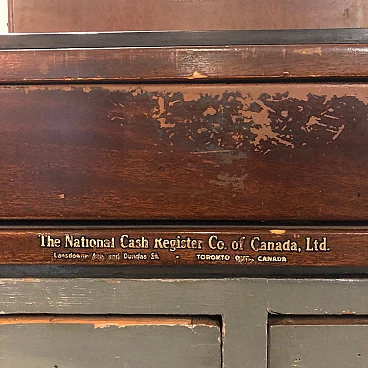 The National Cash Register Co. of Canada, Ltd.
Lansdowne Ave. and Dundas St. - TORONTO ONT., CANADA